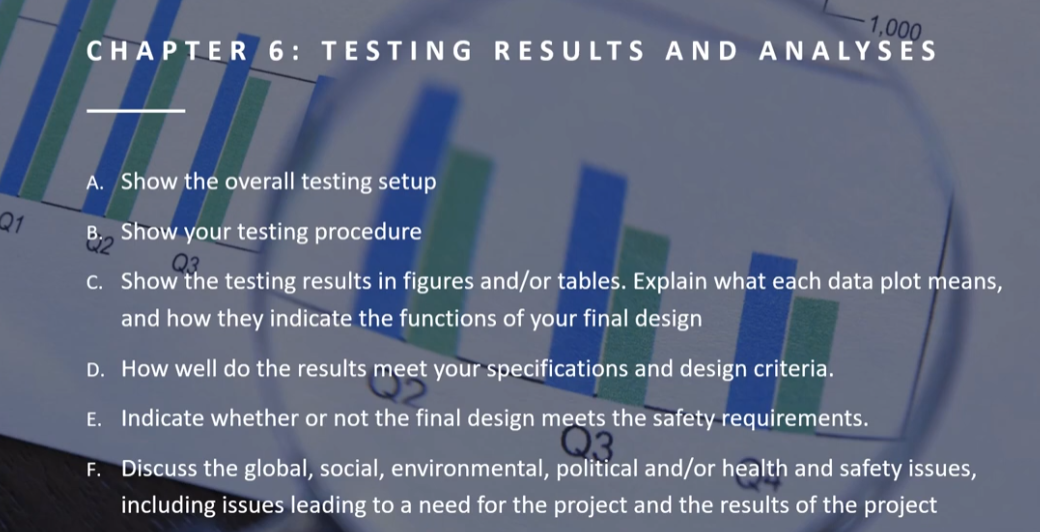 1,000
CHAPTER 6: TESTING RESULTS AND ANALYSES
A. Show the overall testing setup
B. Show your testing procedure
C. Show the testing results in figures and/or tables. Explain what each data plot means,
and how they indicate the functions of your final design
D. How well do the results meet your specifications and design criteria.
E. Indicate whether or not the final design meets the safety requirements.
F. Discuss the global, social, environmental, political and/or health and safety issues,
including issues leading to a need for the project and the results of the project
Q1
Q2
Q3
Q2
Q3
Q4